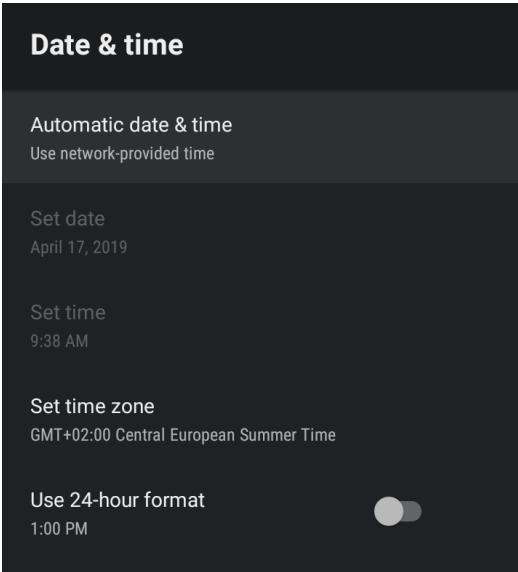 Date & time
Automatic date & time
Use network-provided time
Set date
April 17, 2019
Set time
9:38 AM
Set time zone
GMT+02:00 Central European Summer Time
Use 24-hour format
1:00 PM